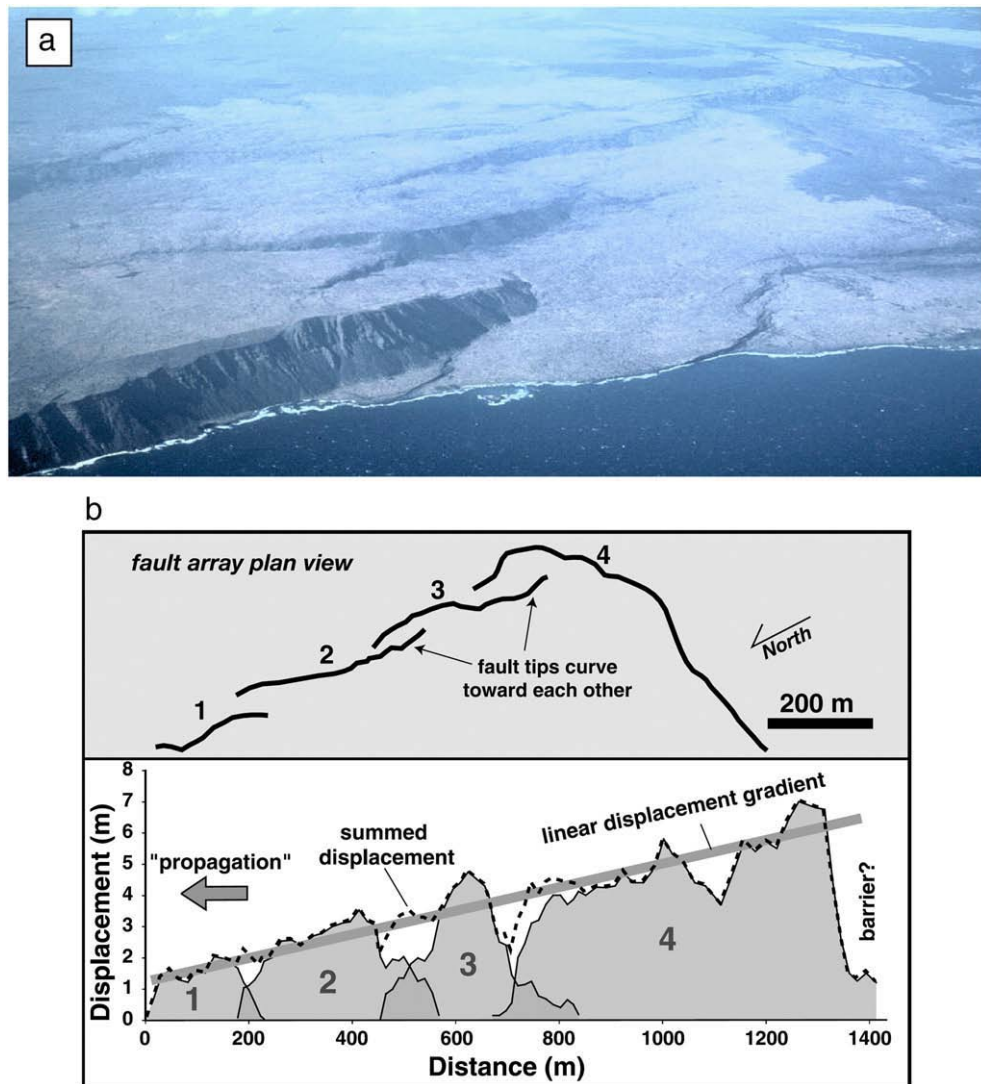 a
b
fault array plan view
4
3
2
1
fault tips curve
toward each other
North
200 m
Displacement (m)
8
7
6
5
4
3
2
1
0
"propagation"
summed
displacement
linear displacement gradient
barrier?
1
2
3
4
0
200
400
600
800
1000
1200
1400
Distance (m)